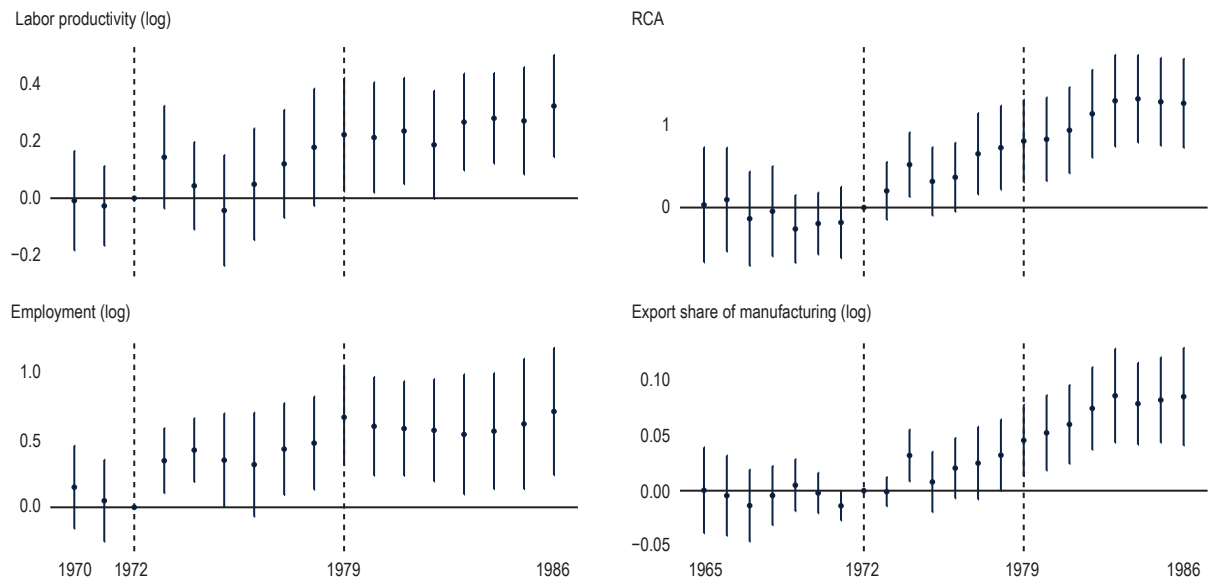 Labor productivity (log)
0.4
0.2
0.0
−0.2
RCA
1
0
Employment (log)
1.0
0.5
0.0
1970 1972 1979 1986
Export share of manufacturing (log)
0.10
0.05
0.00
−0.05
1965 1972 1979 1986